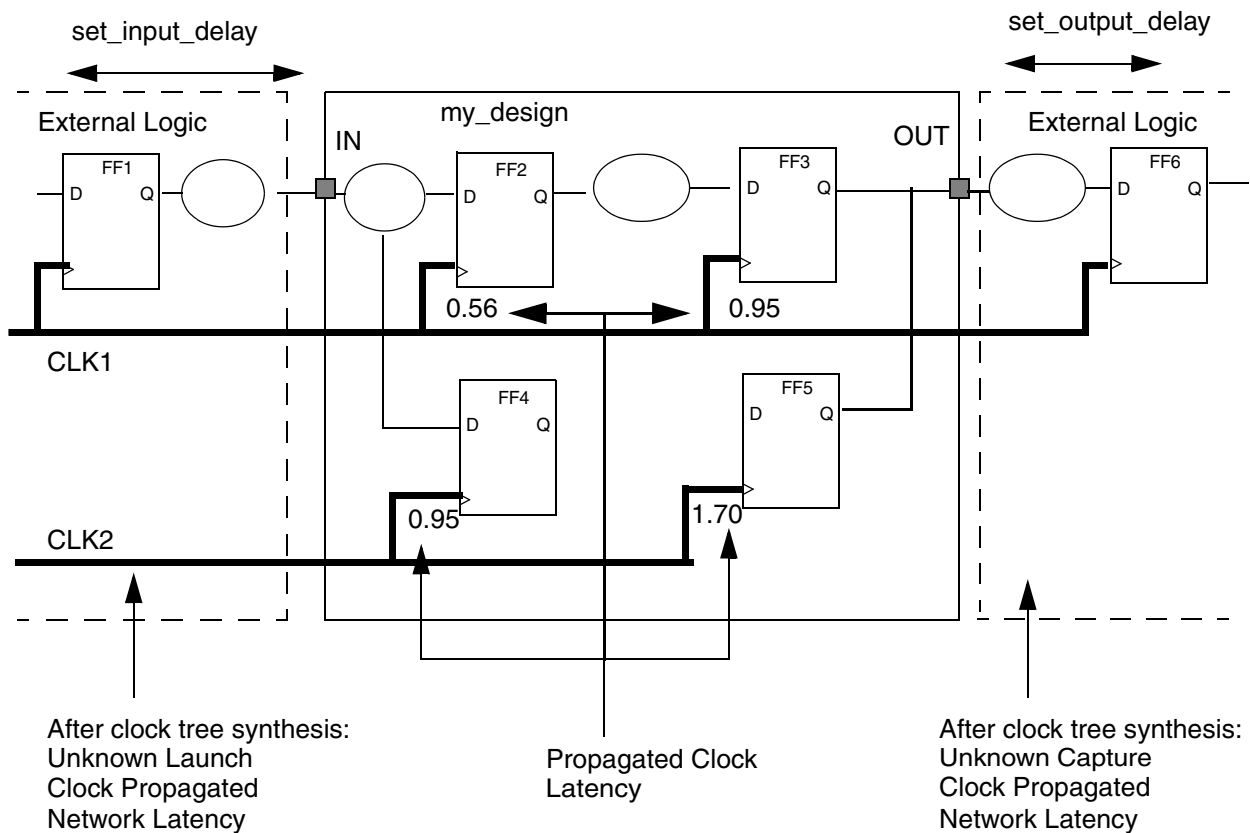 set_input_delay
set_output_delay
External Logic
my_design
External Logic
IN
OUT
FF1
D
Q
FF2
D
Q
FF3
D
Q
FF6
D
Q
0.56
0.95
CLK1
FF4
D
Q
FF5
D
Q
0.95
1.70
CLK2
After clock tree synthesis:
Unknown Launch
Clock Propagated
Network Latency
Propagated Clock
Latency
After clock tree synthesis:
Unknown Capture
Clock Propagated
Network Latency